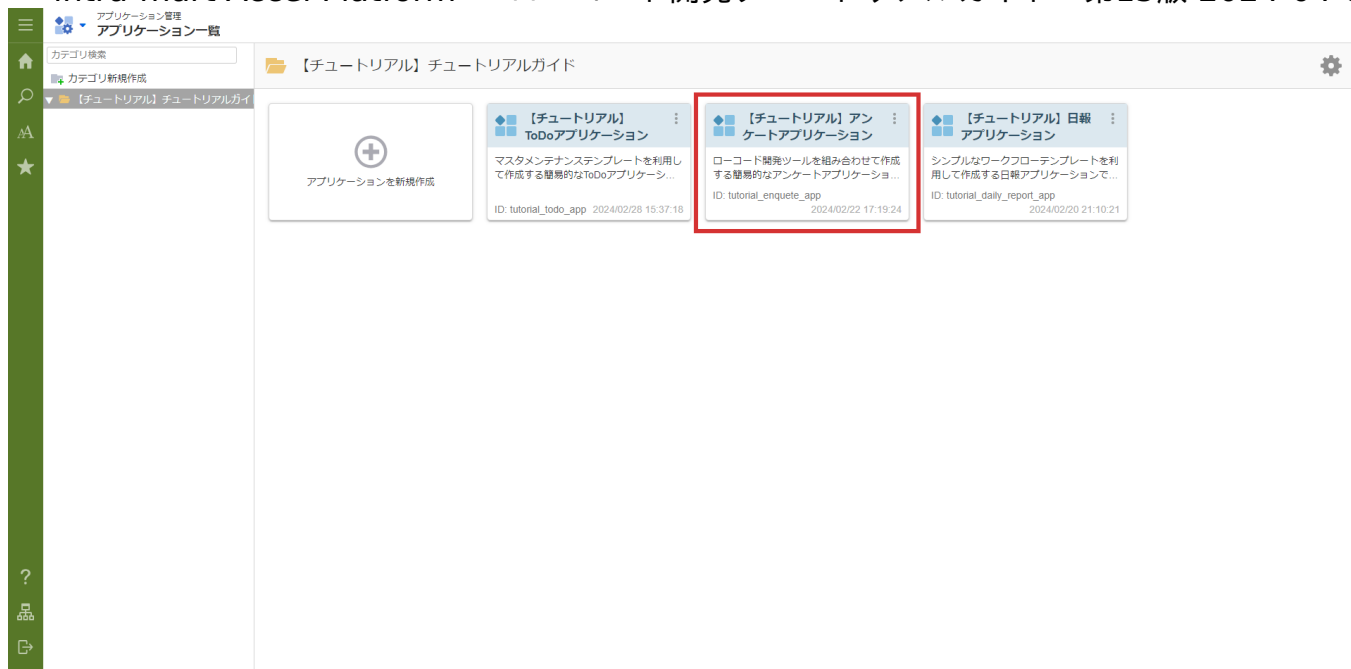 アプリケーション管理
アプリケーション一覧
カテゴリ検索
カテゴリ新規作成
【チュートリアル】チュートリアルガイ
【チュートリアル】チュートリアルガイド
アプリケーションを新規作成
【チュートリアル】
ToDoアプリケーション
マスタメンテナンステンプレートを利用し
て作成する簡易的なToDoアプリケーシ...
ID: tutorial_todo_app 2024/02/28 15:37:18
【チュートリアル】アン
ケートアプリケーション
ローコード開発ツールを組み合わせて作成
する簡易的なアンケートアプリケーショ...
ID: tutorial_enquete_app
2024/02/22 17:19:24
【チュートリアル】日報
アプリケーション
シンプルなワークフローテンプレートを利
用して作成する日報アプリケーションで...
ID: tutorial_daily_report_app
2024/02/20 21:10:21